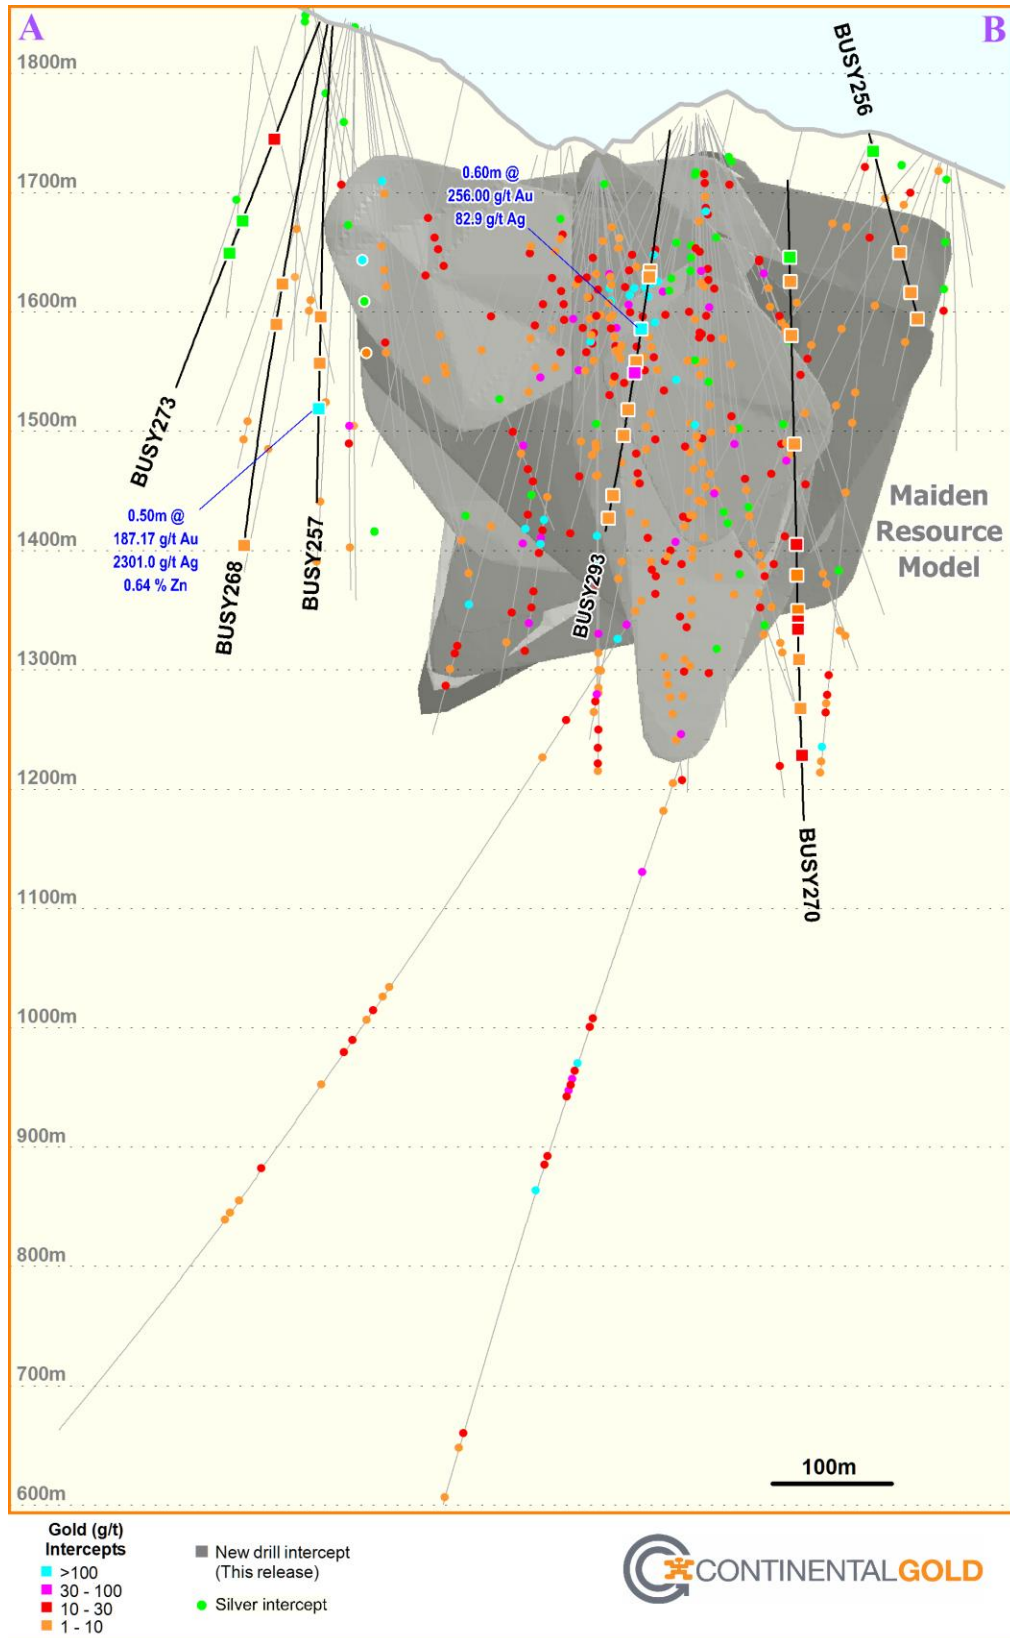 A
B
BUSY256
1800m
0.60m @
256.00 g/t Au
82.9 g/t Ag
1700m
1600m
1500m
BUSY273
0.50m @
187.17 g/t Au
2301.0 g/t Ag
0.64 % Zn
BUSY268
BUSY257
BUSY293
Maiden
Resource
Model
1400m
1300m
1200m
BUSY270
1100m
1000m
900m
800m
700m
600m
100m
Gold (g/t)
Intercepts
>100
30 - 100
10 - 30
1 - 10
New drill intercept
(This release)
Silver intercept
CONTINENTALGOLD